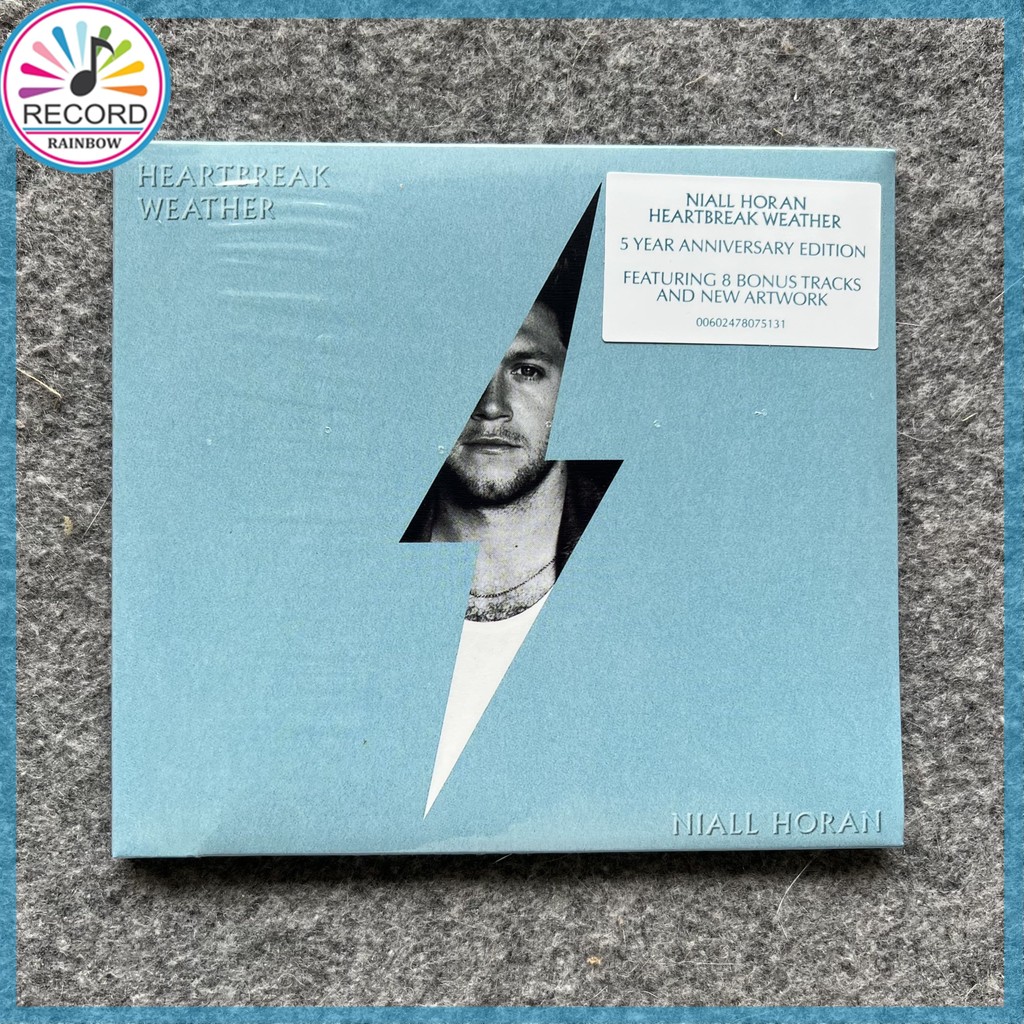 RECORD
RAINBOW
HEARTBREAK
WEATHER
NIALL HORAN
HEARTBREAK WEATHER
5 YEAR ANNIVERSARY EDITION
FEATURING 8 BONUS TRACKS
AND NEW ARTWORK
00602478075131
NIALL HORAN